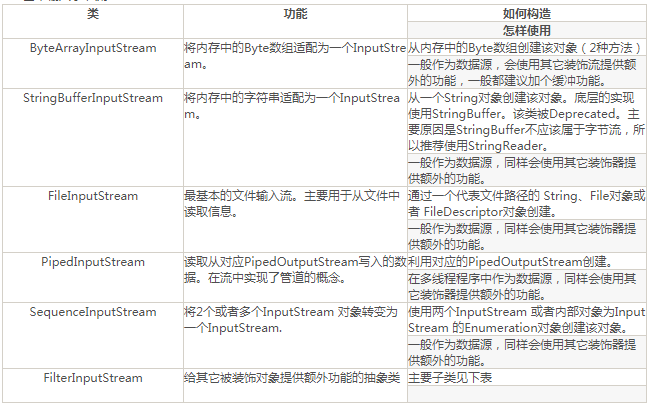 类 功能 如何构造
怎样使用
ByteArrayInputStream 将内存中的Byte数组适配为一个InputStre
am。
从内存中的Byte数组创建该对象（2种方法）
一般作为数据源，会使用其它装饰流提供额
外的功能，一般都建议加个缓冲功能。
StringBufferInputStream 将内存中的字符串适配为一个InputStrea
m。
从一个String对象创建该对象。底层的实现
使用StringBuffer。该类被Deprecated。主
要原因是StringBuffer不应该属于字节流，所
以推荐使用StringReader。
一般作为数据源，同样会使用其它装饰器提
供额外的功能。
FileInputStream 最基本的文件输入流。主要用于从文件中
读取信息。
通过一个代表文件路径的 String、File对象或
者 FileDescriptor对象创建。
一般作为数据源，同样会使用其它装饰器提
供额外的功能。
PipedInputStream 读取从对应PipedOutputStream写入的数
据。在流中实现了管道的概念。
利用对应的PipedOutputStream创建。
在多线程程序中作为数据源，同样会使用其
它装饰器提供额外的功能。
SequenceInputStream 将2个或者多个InputStream 对象转变为
一个InputStream.
使用两个InputStream 或者内部对象为Input
Stream 的Enumeration对象创建该对象。
一般作为数据源，同样会使用其它装饰器提
供额外的功能。
FilterInputStream 给其它被装饰对象提供额外功能的抽象类 主要子类见下表